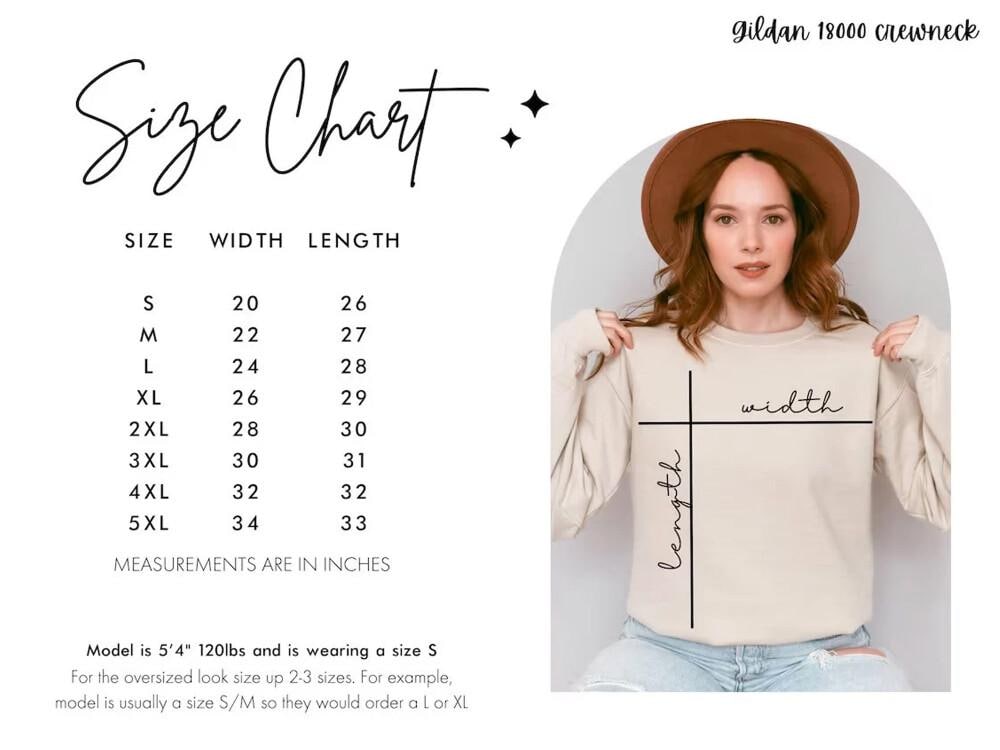 gildan 18000 crewneck
Size Chart
SIZE WIDTH LENGTH
S 20 26
M 22 27
L 24 28
XL 26 29
2XL 28 30
3XL 30 31
4XL 32 32
5XL 34 33
MEASUREMENTS ARE IN INCHES
Model is 5'4" 120lbs and is wearing a size S
For the oversized look size up 2-3 sizes. For example,
model is usually a size S/M so they would order a L or XL
width
length